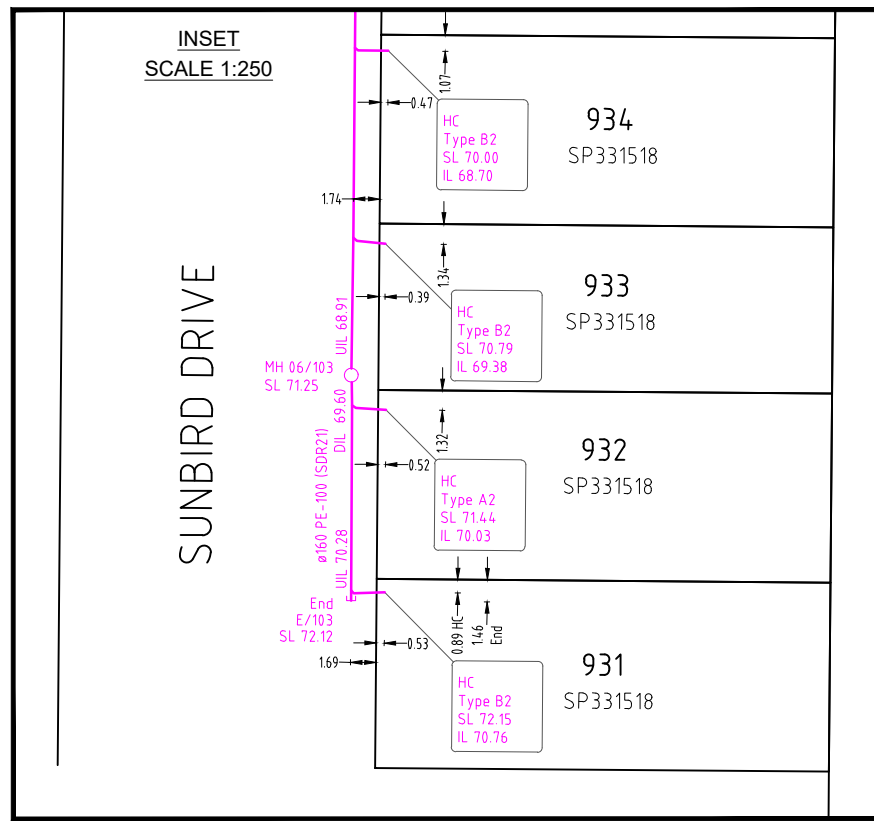 INSET
SCALE 1:250
1.07
0.47
HC
Type B2
SL 70.00
IL 68.70
934
SP331518
1.74
1.34
0.39
HC
Type B2
SL 70.79
IL 69.38
933
SP331518
SUNBIRD DRIVE
UIL 68.91
MH 06/103
SL 71.25
DIL 69.60
1.32
0.52
HC
Type A2
SL 71.44
IL 70.03
932
SP331518
ø160 PE-100 (SDR21)
UIL 70.28
End
E/103
SL 72.12
0.89 HC
1.46
End
0.53
1.69
HC
Type B2
SL 72.15
IL 70.76
931
SP331518